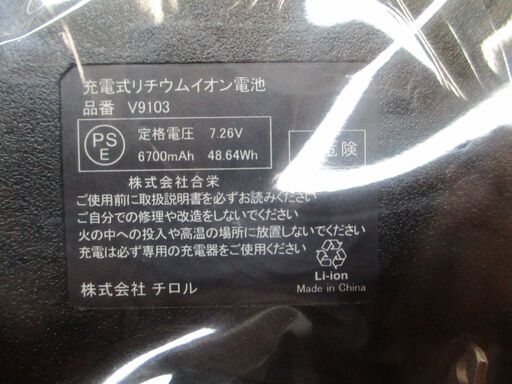 充電式リチウムイオン電池
品番 V9103
PS
E
定格電圧 7.26V
6700mAh 48.64Wh
危険
株式会社合栄
ご使用前に取扱説明書を必ずお読みください
ご自分での修理や改造をしないでください
火の中への投入や高温の場所に放置しないでください
充電は必ず専用の充電器をご使用ください
Li-ion
Made in China
株式会社 チロル